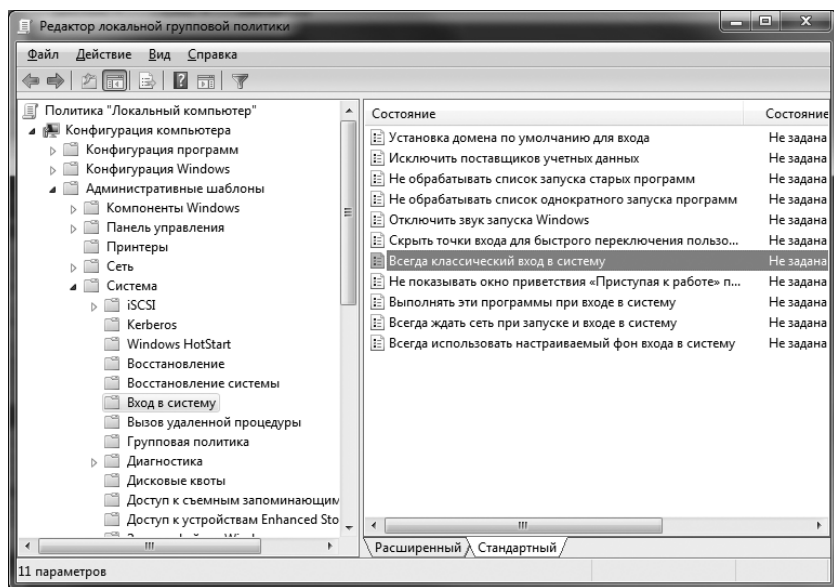 Редактор локальной групповой политики
Файл Действие Вид Справка
Политика "Локальный компьютер"
Конфигурация компьютера
Конфигурация программ
Конфигурация Windows
Административные шаблоны
Компоненты Windows
Панель управления
Принтеры
Сеть
Система
iSCSI
Kerberos
Windows HotStart
Восстановление
Восстановление системы
Вход в систему
Вызов удаленной процедуры
Групповая политика
Диагностика
Дисковые квоты
Доступ к съемным запоминающим
Доступ к устройствам Enhanced Sto
Состояние Состояние
Установка домена по умолчанию для входа Не задана
Исключить поставщиков учетных данных Не задана
Не обрабатывать список запуска старых программ Не задана
Не обрабатывать список однократного запуска программ Не задана
Отключить звук запуска Windows Не задана
Скрыть точки входа для быстрого переключения пользо... Не задана
Всегда классический вход в систему Не задана
Не показывать окно приветствия «Приступая к работе» п... Не задана
Выполнять эти программы при входе в систему Не задана
Всегда ждать сеть при запуске и входе в систему Не задана
Всегда использовать настраиваемый фон входа в систему Не задана
Расширенный Стандартный
11 параметров